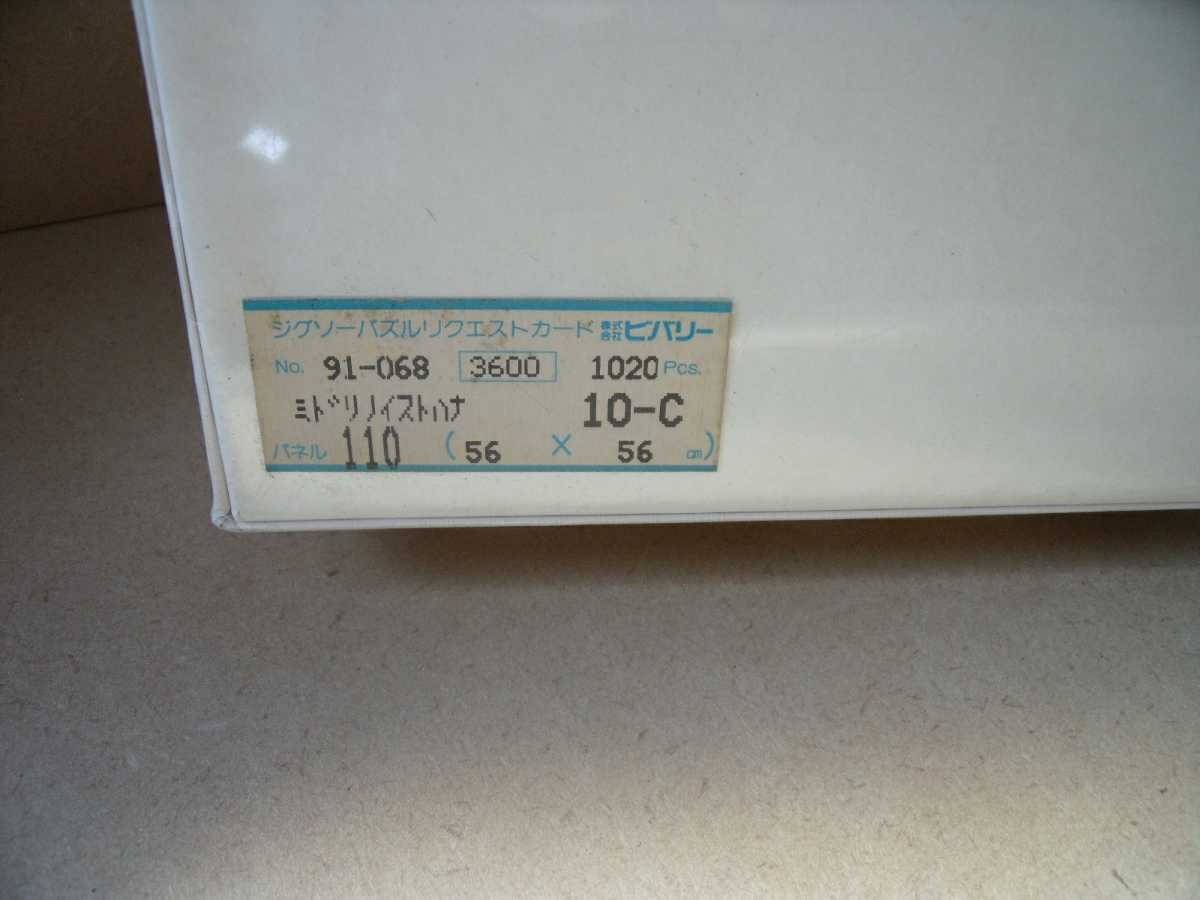 ジグソーパズルリクエストカード 株式会社ビバリー
No. 91-068 3600 1020 Pcs.
ミドリノイストハナ 10-C
パネル 110 (56 × 56 cm)